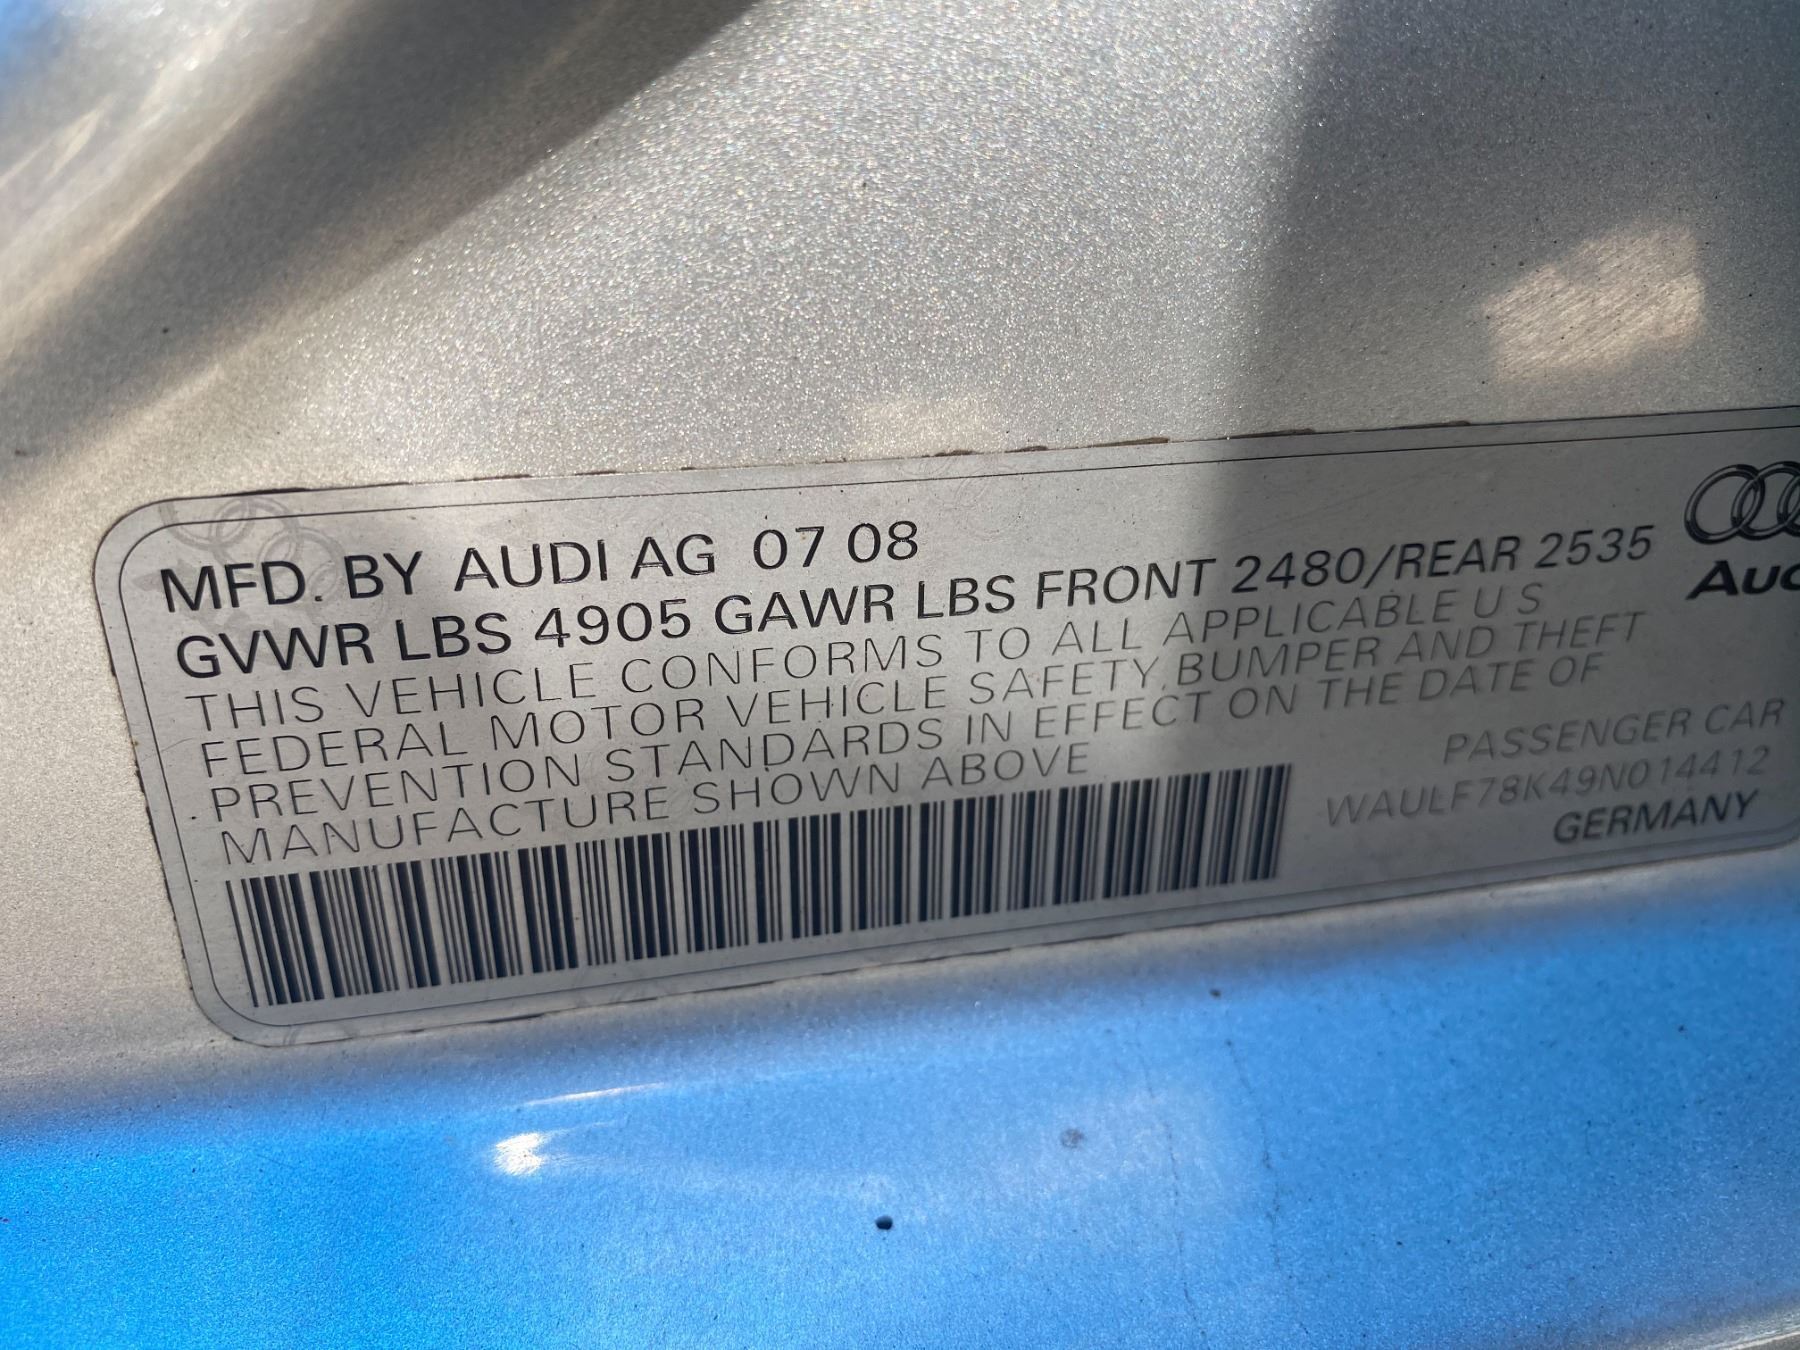 MFD. BY AUDI AG 07 08
GVWR LBS 4905 GAWR LBS FRONT 2480/REAR 2535
THIS VEHICLE CONFORMS TO ALL APPLICABLE U S
FEDERAL MOTOR VEHICLE SAFETY, BUMPER AND THEFT
PREVENTION STANDARDS IN EFFECT ON THE DATE OF
MANUFACTURE SHOWN ABOVE
PASSENGER CAR
WAULF78K49N014412
GERMANY